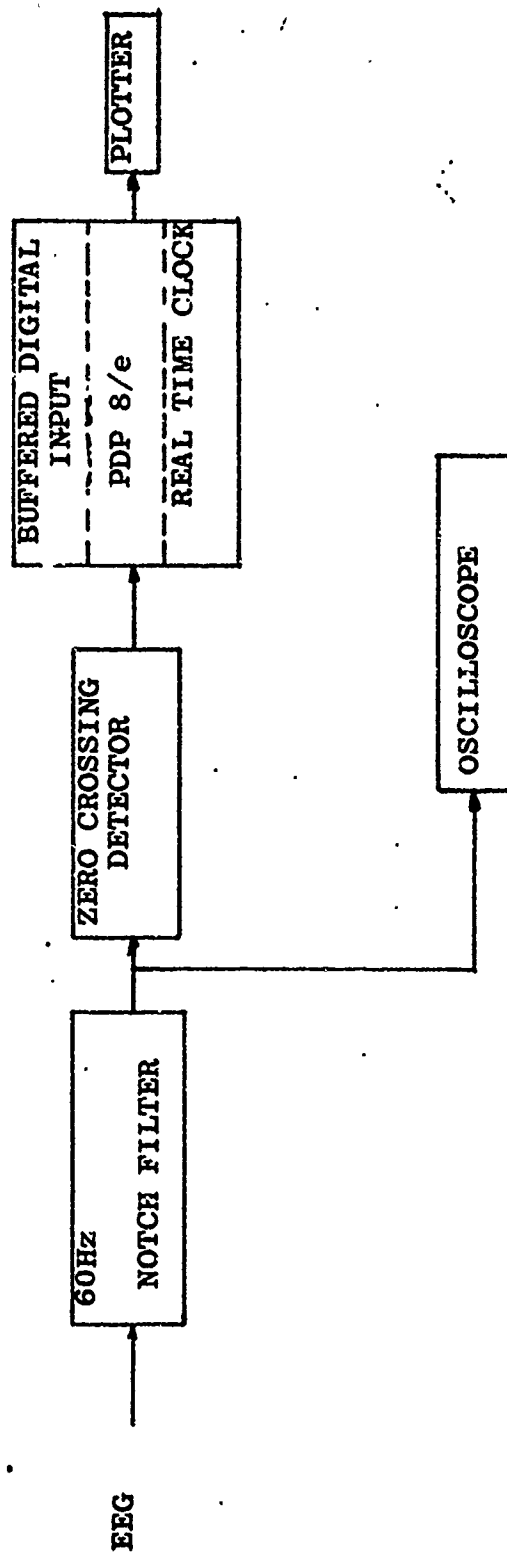 EEG
60Hz
NOTCH FILTER
ZERO CROSSING
DETECTOR
BUFFERED DIGITAL
INPUT
PDP 8/e
REAL TIME CLOCK
PLOTTER
OSCILLOSCOPE